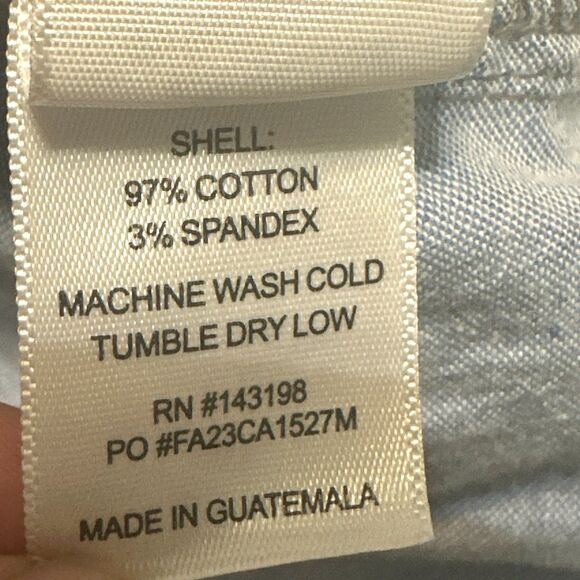 SHELL:
97% COTTON
3% SPANDEX
MACHINE WASH COLD
TUMBLE DRY LOW
RN #143198
PO #FA23CA1527M
MADE IN GUATEMALA